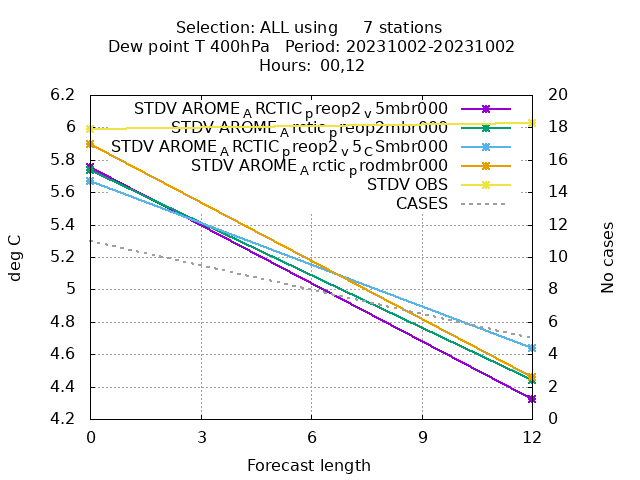 Selection: ALL using 7 stations
Dew point T 400hPa Period: 20231002-20231002
Hours: 00,12
STDV AROME_ARCTIC_preop2_v5mbr000
STDV AROME_Arctic_preop2mbr000
STDV AROME_ARCTIC_preop2_v5_CSmbr000
STDV AROME_Arctic_prodmbr000
STDV OBS
CASES
6.2
6
5.8
5.6
5.4
5.2
5
4.8
4.6
4.4
4.2
20
18
16
14
12
10
8
6
4
2
0
deg C
No cases
0 3 6 9 12
Forecast length